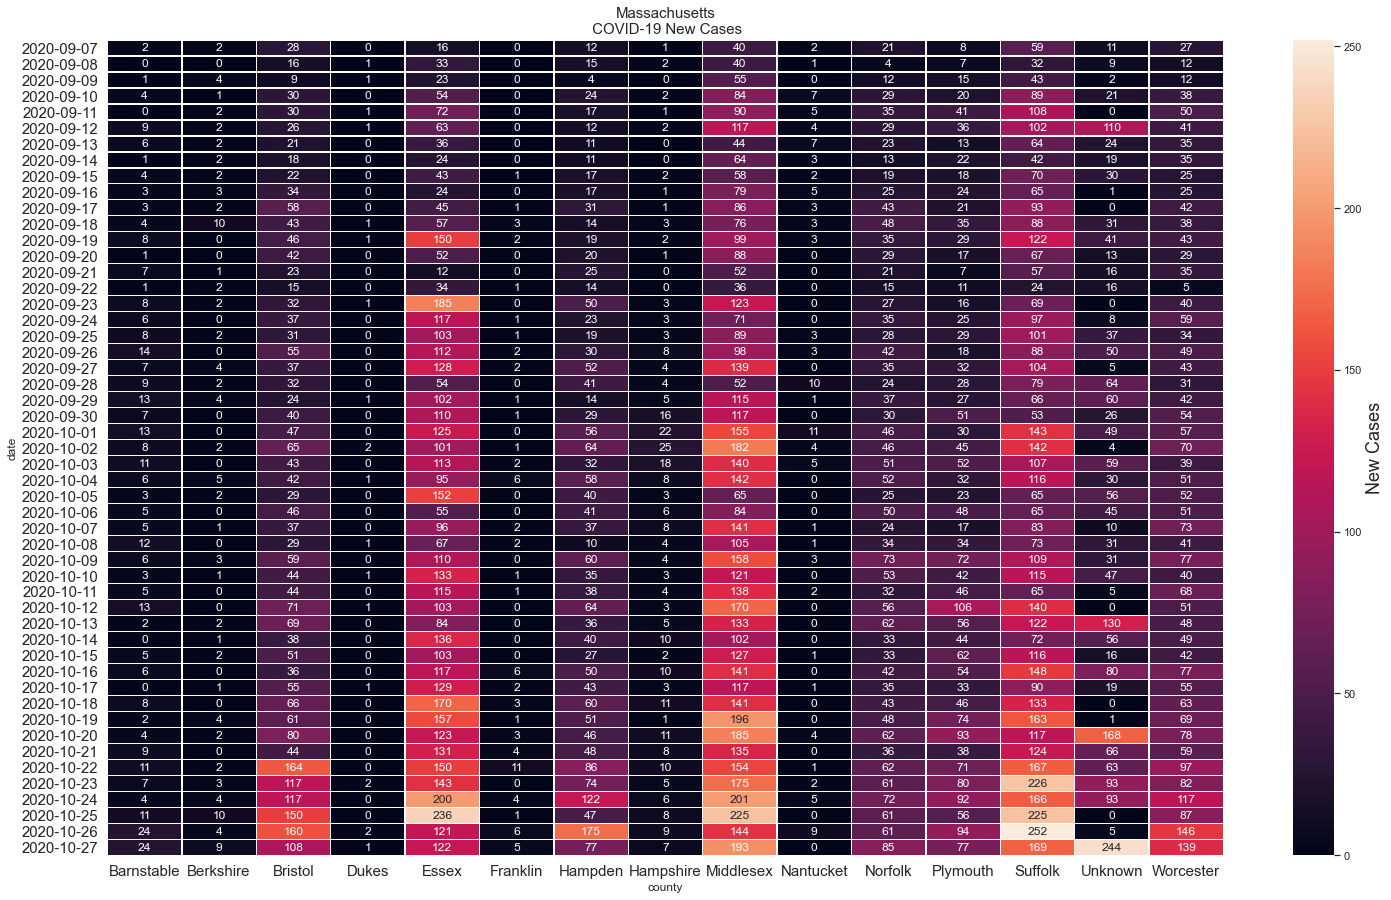 Massachusetts
COVID-19 New Cases
2020-09-07 2 2 28 0 16 0 12 1 40 2 21 8 59 11 27
2020-09-08 0 0 16 1 33 0 15 2 40 1 4 7 32 9 12
2020-09-09 1 4 9 1 23 0 4 0 55 0 12 15 43 2 12
2020-09-10 4 1 30 0 54 0 24 2 84 7 29 20 89 21 38
2020-09-11 0 2 30 1 72 0 17 1 90 5 35 41 108 0 50
2020-09-12 9 2 26 1 63 0 12 2 117 4 29 36 102 110 41
2020-09-13 6 2 21 0 36 0 11 0 44 7 23 13 64 24 35
2020-09-14 1 2 18 0 24 0 11 0 64 3 13 22 42 19 35
2020-09-15 4 2 22 0 43 1 17 2 58 2 19 18 70 30 25
2020-09-16 3 3 34 0 24 0 17 1 79 5 25 24 65 1 25
2020-09-17 3 2 58 0 45 1 31 1 86 3 43 21 93 0 42
2020-09-18 4 10 43 1 57 3 14 3 76 3 48 35 88 31 38
2020-09-19 8 0 46 1 150 2 19 2 99 3 35 29 122 41 43
2020-09-20 1 0 42 0 52 0 20 1 88 0 29 17 67 13 29
2020-09-21 7 1 23 0 12 0 25 0 52 0 21 7 57 16 35
2020-09-22 1 2 15 0 34 1 14 0 36 0 15 11 24 16 5
2020-09-23 8 2 32 1 185 0 50 3 123 0 27 16 69 0 40
2020-09-24 6 0 37 0 117 1 23 3 71 0 35 25 97 8 59
2020-09-25 8 2 31 0 103 1 19 3 89 3 28 29 101 37 34
2020-09-26 14 0 55 0 112 2 30 8 98 3 42 18 88 50 49
2020-09-27 7 4 37 0 128 2 52 4 139 0 35 32 104 5 43
2020-09-28 9 2 32 0 54 0 41 4 52 10 24 28 79 64 31
2020-09-29 13 4 24 1 102 1 14 5 115 1 37 27 66 60 42
2020-09-30 7 0 40 0 110 1 29 16 117 0 30 51 53 26 54
2020-10-01 13 0 47 0 125 0 56 22 155 11 46 30 143 49 57
2020-10-02 8 2 65 2 101 1 64 25 182 4 46 45 142 4 70
2020-10-03 11 0 43 0 113 2 32 18 140 5 51 52 107 59 39
2020-10-04 6 5 42 1 95 6 58 8 142 0 52 32 116 30 51
2020-10-05 3 2 29 0 152 0 40 3 65 0 25 23 65 56 52
2020-10-06 5 0 46 0 55 0 41 6 84 0 50 48 65 45 51
2020-10-07 5 1 37 0 96 2 37 8 141 1 24 17 83 10 73
2020-10-08 12 0 29 1 67 2 10 4 105 1 34 34 73 31 41
2020-10-09 6 3 59 0 110 0 60 4 158 3 73 72 109 31 77
2020-10-10 3 1 44 1 133 1 35 3 121 0 53 42 115 47 40
2020-10-11 5 0 44 0 115 1 38 4 138 2 32 46 65 5 68
2020-10-12 13 0 71 1 103 0 64 3 170 0 56 106 140 0 51
2020-10-13 2 2 69 0 84 0 36 5 133 0 62 56 122 130 48
2020-10-14 0 1 38 0 136 0 40 10 102 0 33 44 72 56 49
2020-10-15 5 2 51 0 103 0 27 2 127 1 33 62 116 16 42
2020-10-16 6 0 36 0 117 6 50 10 141 0 42 54 148 80 77
2020-10-17 0 1 55 1 129 2 43 3 117 1 35 33 90 19 55
2020-10-18 8 0 66 0 170 3 60 11 141 0 43 46 133 0 63
2020-10-19 2 4 61 0 157 1 51 1 196 0 48 74 163 1 69
2020-10-20 4 2 80 0 123 3 46 11 185 4 62 93 117 168 78
2020-10-21 9 0 44 0 131 4 48 8 135 0 36 38 124 66 59
2020-10-22 11 2 164 0 150 11 86 10 154 1 62 71 167 63 97
2020-10-23 7 3 117 2 143 0 74 5 175 2 61 80 226 93 82
2020-10-24 4 4 117 0 200 4 122 6 201 5 72 92 166 93 117
2020-10-25 11 10 150 0 236 1 47 8 225 0 61 56 225 0 87
2020-10-26 24 4 160 2 121 6 175 9 144 9 61 94 252 5 146
2020-10-27 24 9 108 1 122 5 77 7 193 0 85 77 169 244 139
Barnstable Berkshire Bristol Dukes Essex Franklin Hampden Hampshire Middlesex Nantucket Norfolk Plymouth Suffolk Unknown Worcester
county
date
250
200
150
100
50
0
New Cases